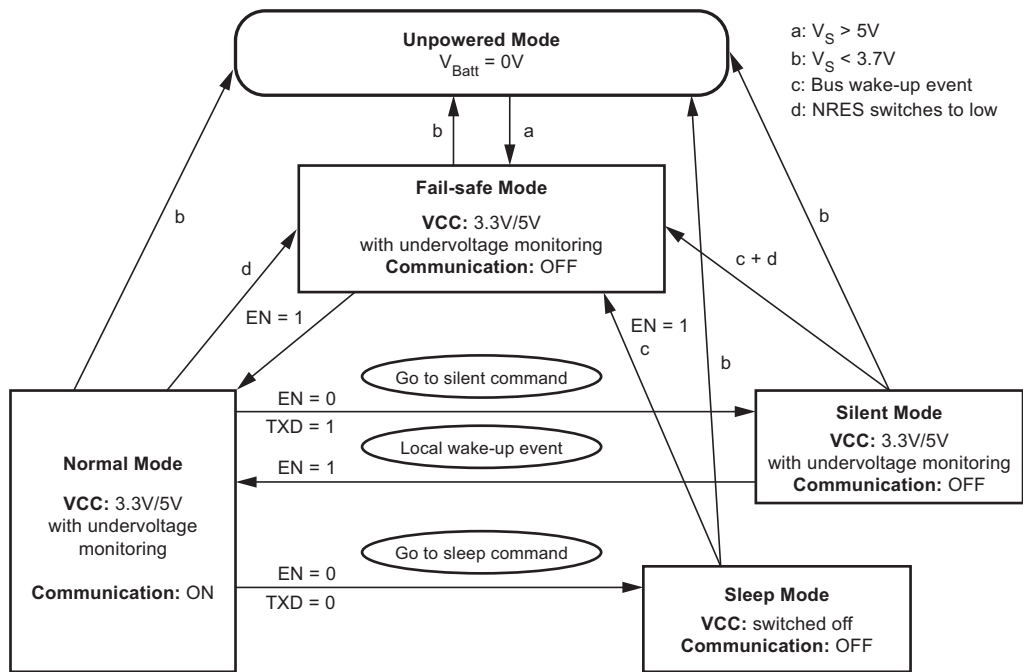 Unpowered Mode
V_Batt = 0V
a: V_S > 5V
b: V_S < 3.7V
c: Bus wake-up event
d: NRES switches to low
b
a
Fail-safe Mode
VCC: 3.3V/5V
with undervoltage monitoring
Communication: OFF
b
b
d
c + d
EN = 1
EN = 1
c
b
Go to silent command
EN = 0
TXD = 1
Local wake-up event
EN = 1
Silent Mode
VCC: 3.3V/5V
with undervoltage monitoring
Communication: OFF
Normal Mode
VCC: 3.3V/5V
with undervoltage
monitoring
Communication: ON
Go to sleep command
EN = 0
TXD = 0
Sleep Mode
VCC: switched off
Communication: OFF